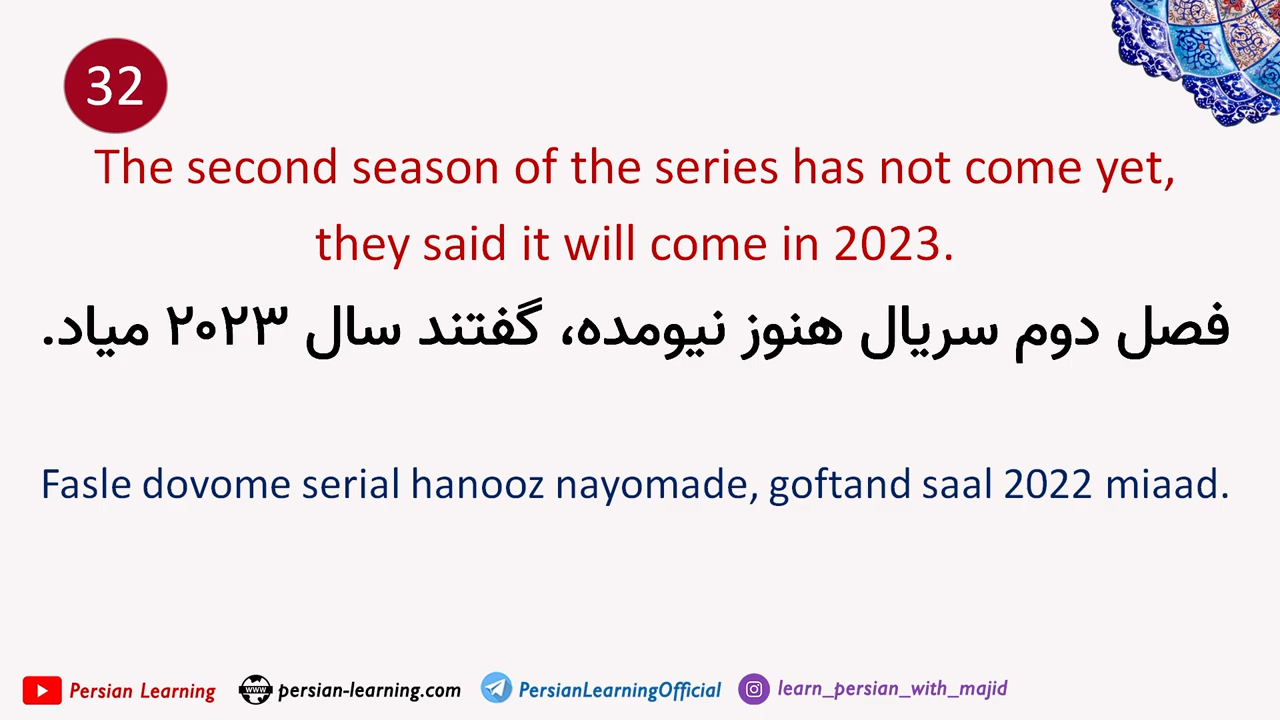 32
The second season of the series has not come yet,
they said it will come in 2023.
فصل دوم سریال هنوز نیومده، گفتند سال ۲۰۲۳ میاد.
Fasle dovome serial hanooz nayomade, goftand saal 2022 miaad.
Persian Learning
www
persian-learning.com
PersianLearningOfficial
learn_persian_with_majid